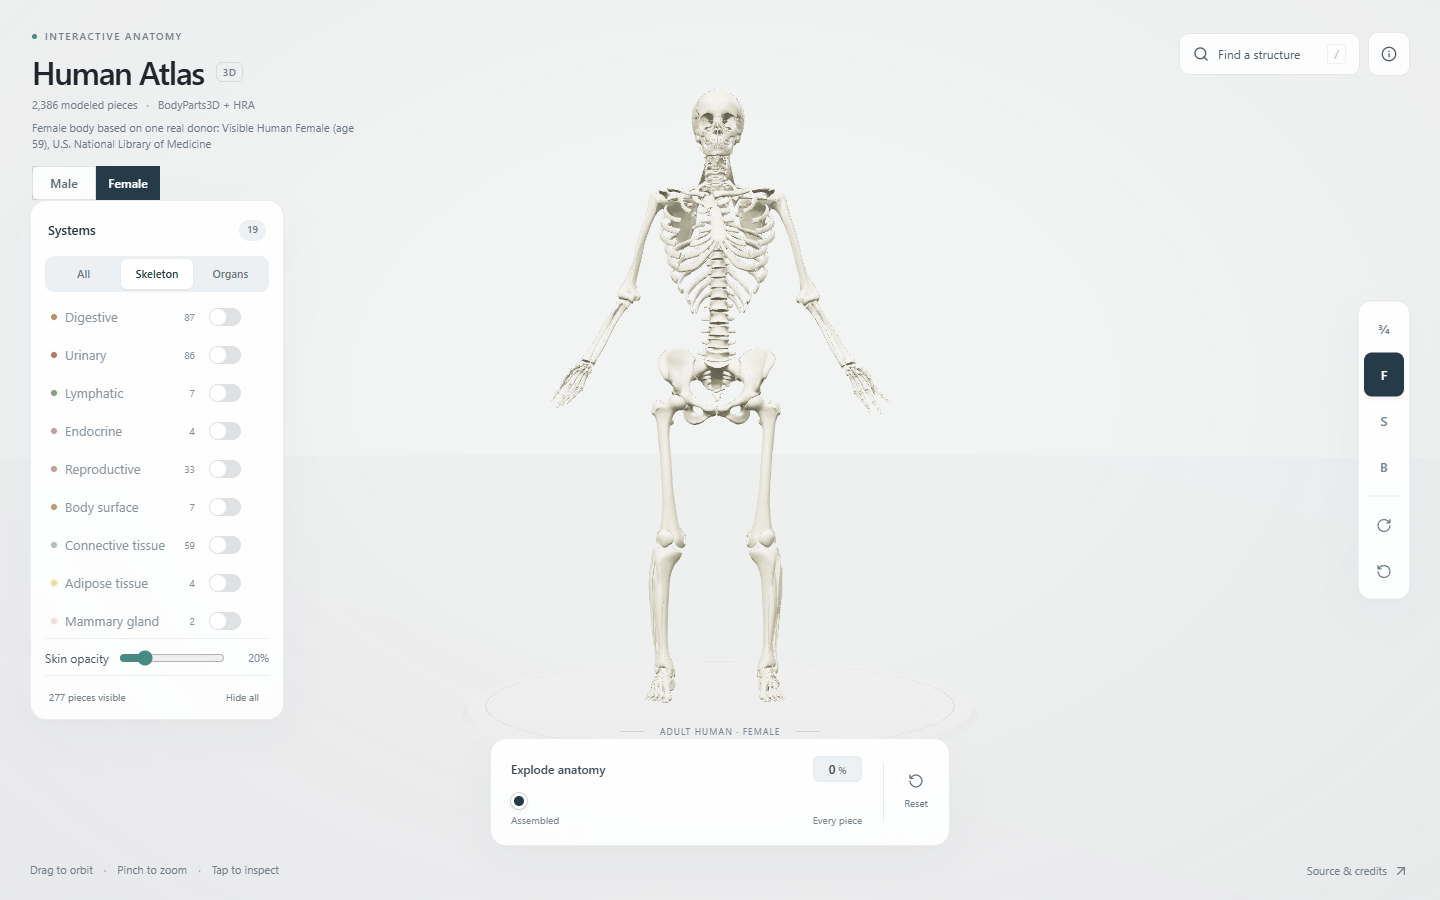 INTERACTIVE ANATOMY
Human Atlas 3D
2,386 modeled pieces · BodyParts3D + HRA
Female body based on one real donor: Visible Human Female (age
59), U.S. National Library of Medicine
Male Female
Systems 19
All Skeleton Organs
Digestive 87
Urinary 86
Lymphatic 7
Endocrine 4
Reproductive 33
Body surface 7
Connective tissue 59
Adipose tissue 4
Mammary gland 2
Skin opacity 20%
277 pieces visible Hide all
Find a structure /
¾
F
S
B
ADULT HUMAN · FEMALE
Explode anatomy 0 %
Assembled Every piece
Reset
Drag to orbit · Pinch to zoom · Tap to inspect
Source & credits